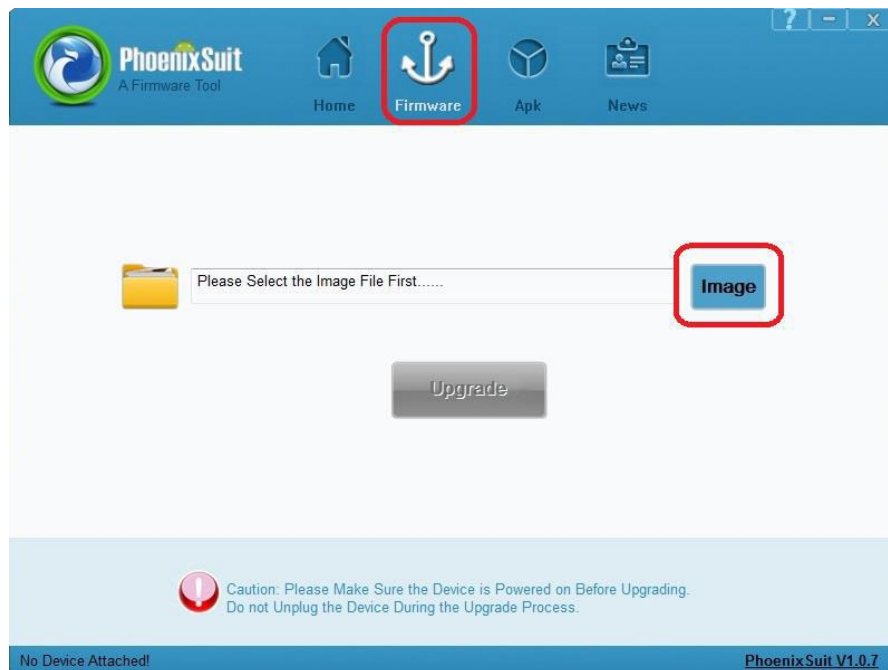 ? - x
PhoenixSuit
A Firmware Tool
Home Firmware Apk News
Please Select the Image File First......
Image
Upgrade
Caution: Please Make Sure the Device is Powered on Before Upgrading.
Do not Unplug the Device During the Upgrade Process.
No Device Attached!
PhoenixSuit V1.0.7